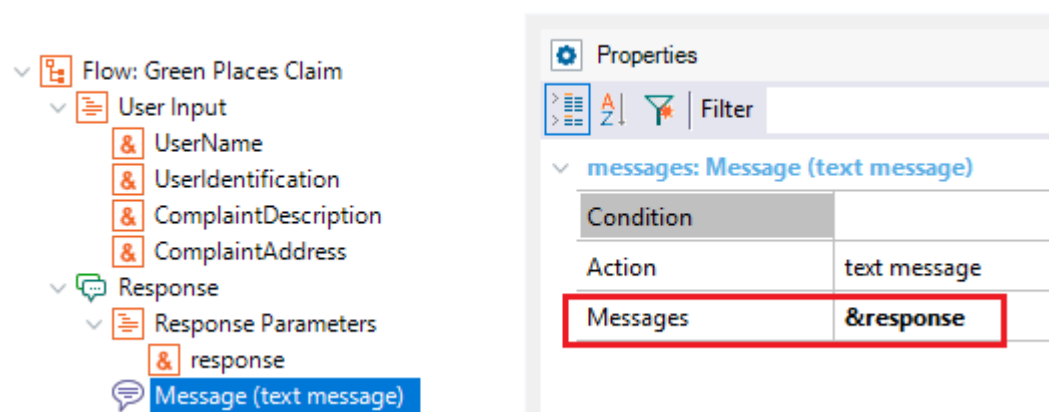 Flow: Green Places Claim
User Input
& UserName
& UserIdentification
& ComplaintDescription
& ComplaintAddress
Response
Response Parameters
& response
Message (text message)
Properties
A Z Filter
messages: Message (text message)
Condition
Action text message
Messages &response